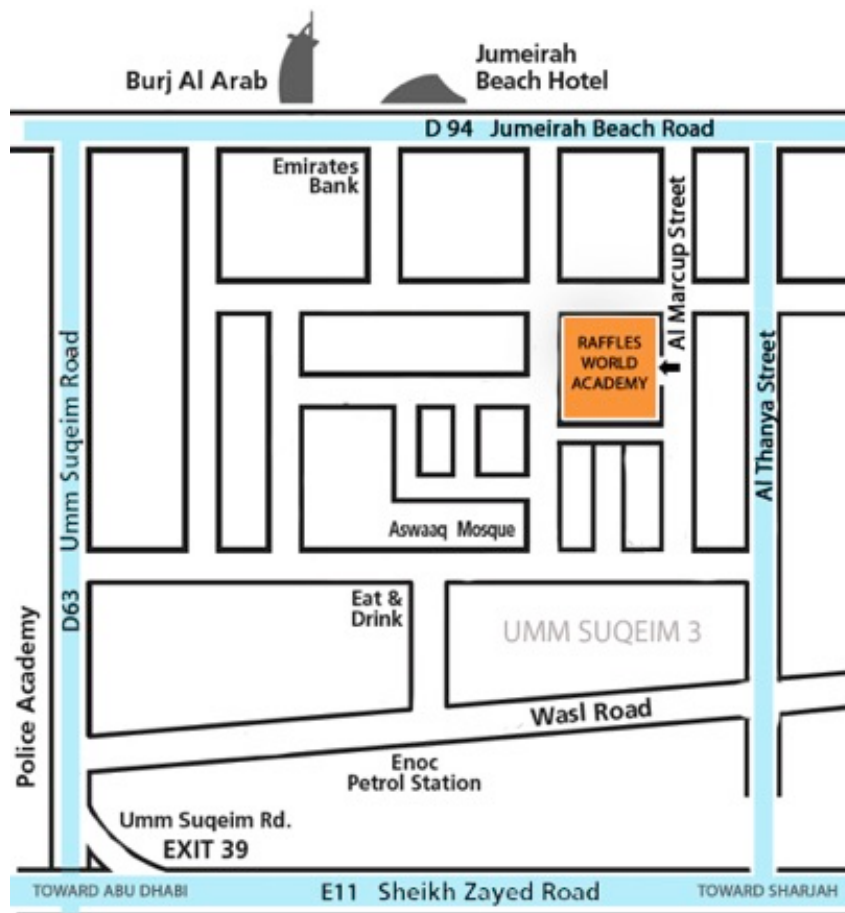 Burj Al Arab
Jumeirah
Beach Hotel
D 94 Jumeirah Beach Road
Emirates
Bank
Al Marcup Street
RAFFLES
WORLD
ACADEMY
Umm Suqeim Road
D63
Al Thanya Street
Aswaaq Mosque
Eat &
Drink
UMM SUQEIM 3
Police Academy
Wasl Road
Enoc
Petrol Station
Umm Suqeim Rd.
EXIT 39
TOWARD ABU DHABI
E11 Sheikh Zayed Road
TOWARD SHARJAH